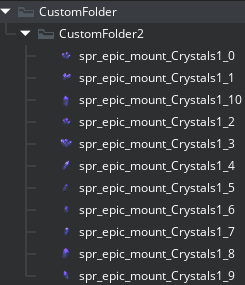 CustomFolder
CustomFolder2
spr_epic_mount_Crystals1_0
spr_epic_mount_Crystals1_1
spr_epic_mount_Crystals1_10
spr_epic_mount_Crystals1_2
spr_epic_mount_Crystals1_3
spr_epic_mount_Crystals1_4
spr_epic_mount_Crystals1_5
spr_epic_mount_Crystals1_6
spr_epic_mount_Crystals1_7
spr_epic_mount_Crystals1_8
spr_epic_mount_Crystals1_9